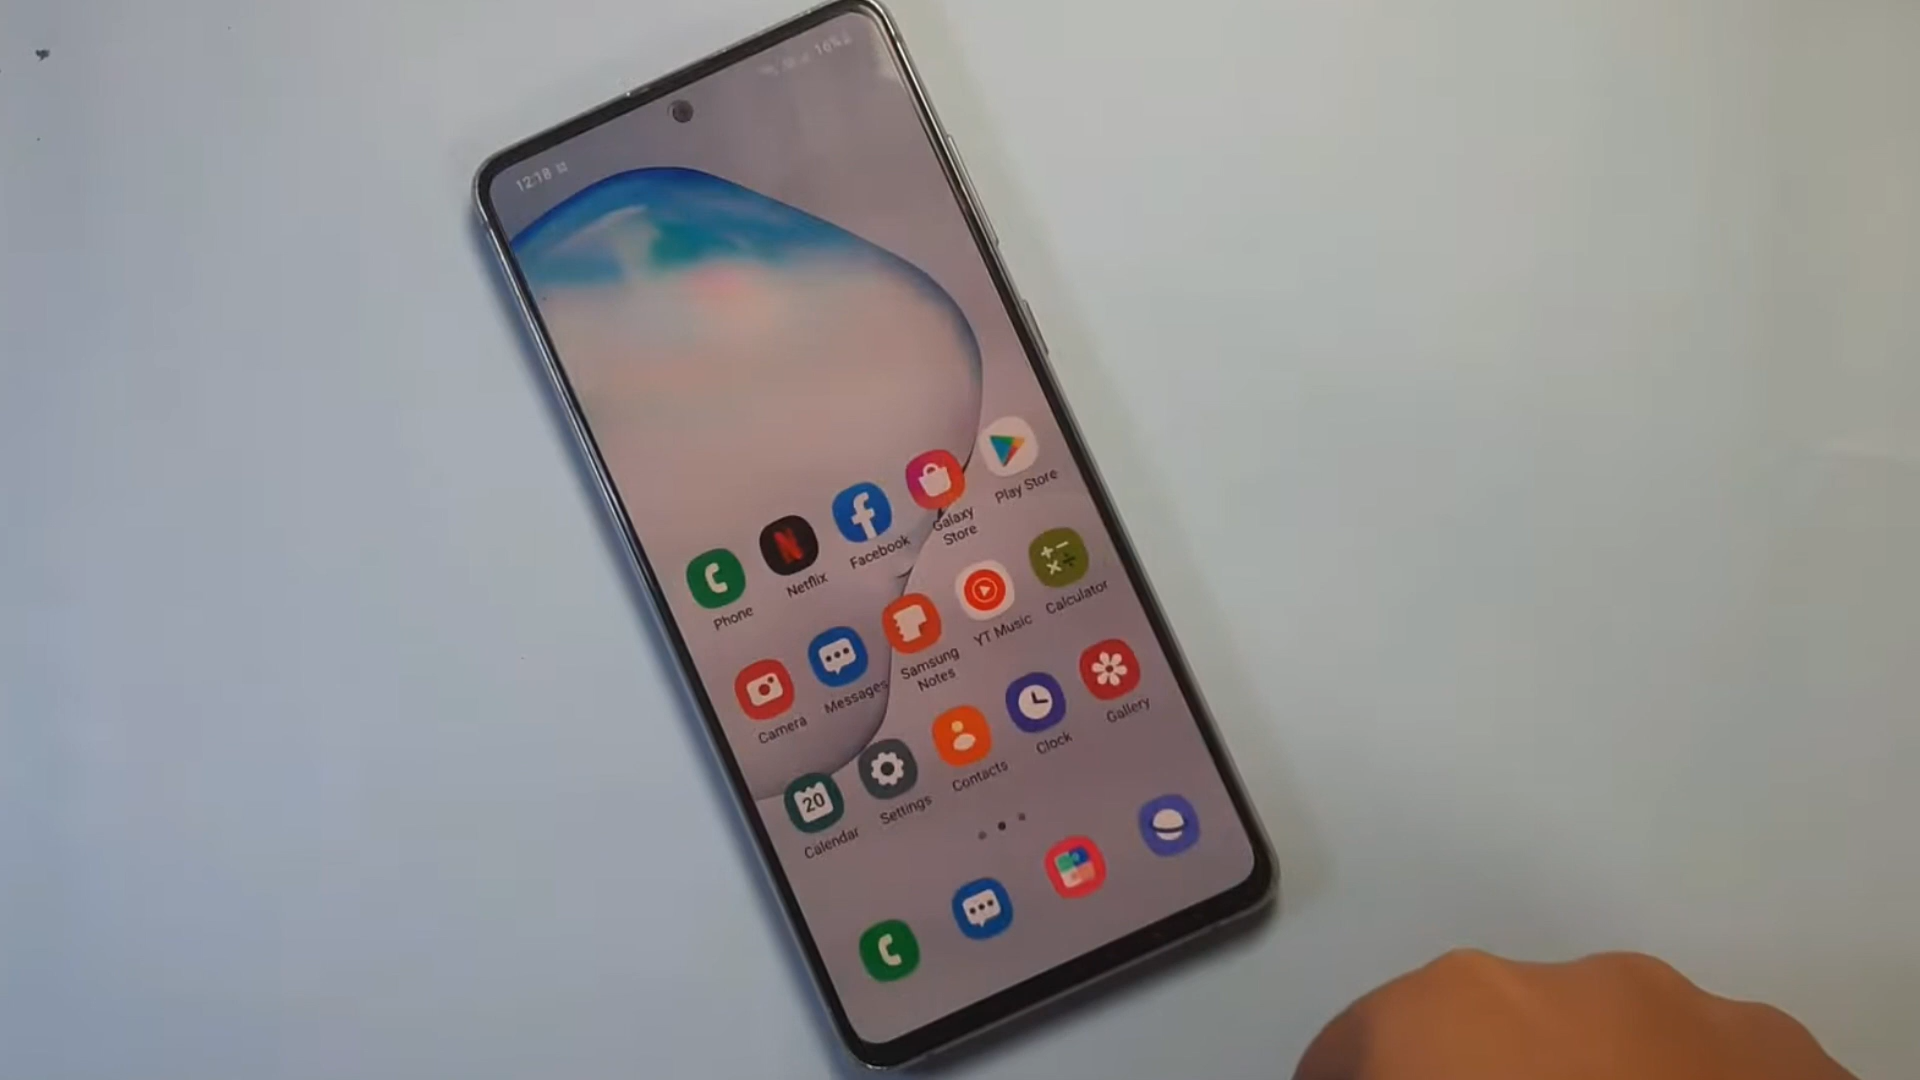 12:18
16%
Phone
Netflix
Facebook
Galaxy
Store
Play Store
Camera
Messages
Samsung
Notes
YT Music
Calculator
20
Calendar
Settings
Contacts
Clock
Gallery